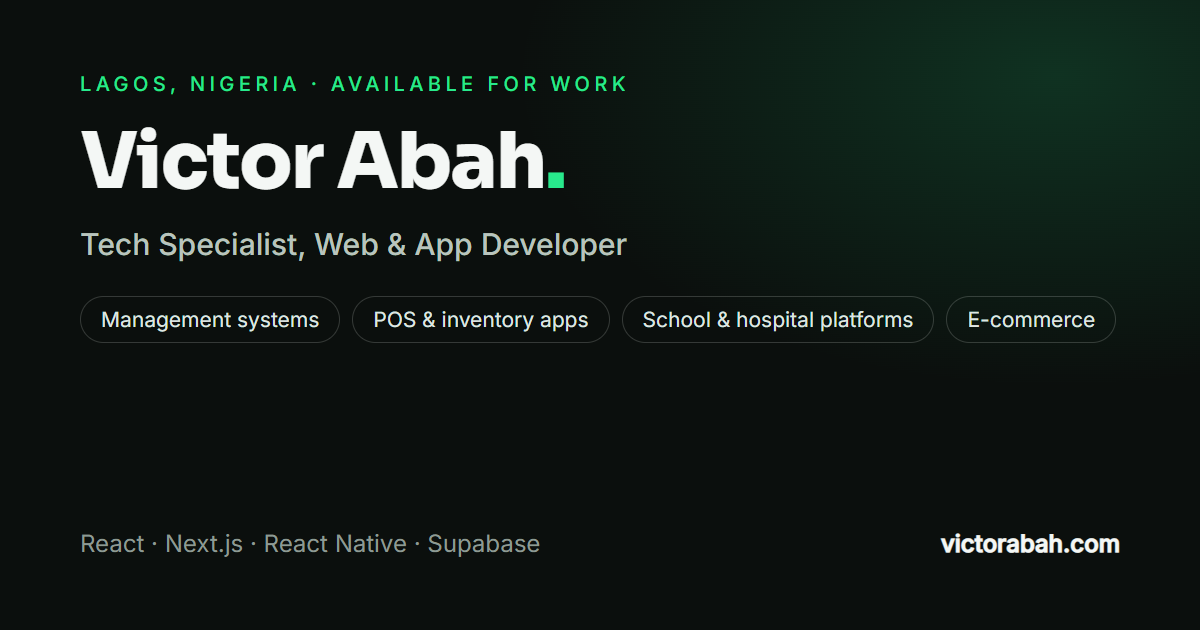 LAGOS, NIGERIA · AVAILABLE FOR WORK
Victor Abah.
Tech Specialist, Web & App Developer
Management systems POS & inventory apps School & hospital platforms E-commerce
React · Next.js · React Native · Supabase victorabah.com